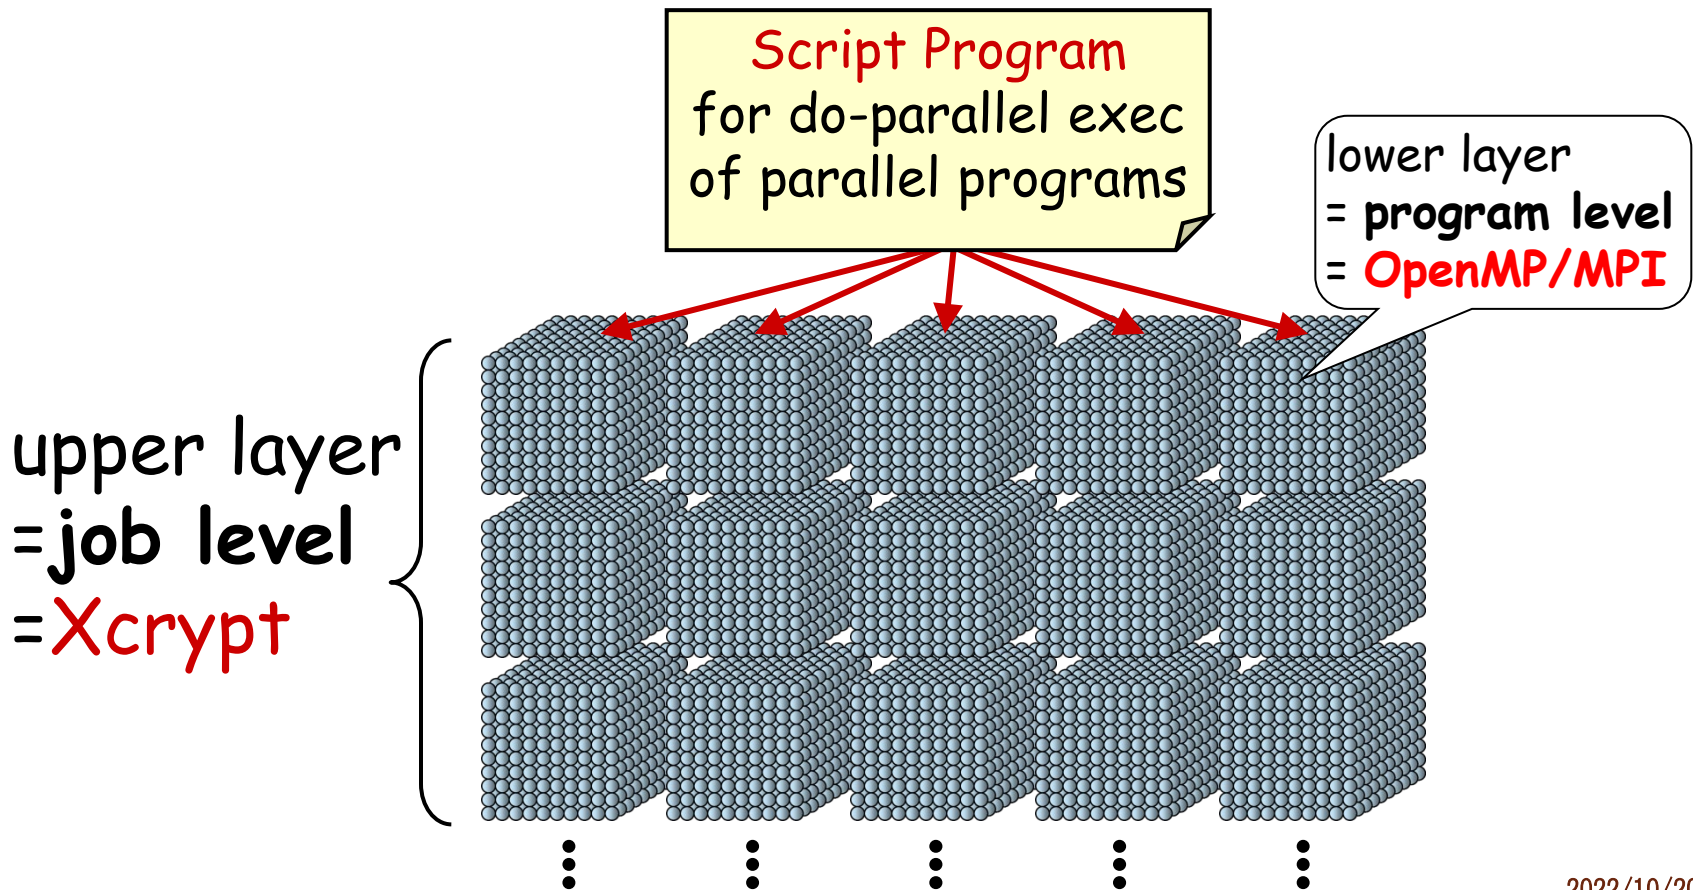 Script Program
for do-parallel exec
of parallel programs
lower layer
= program level
= OpenMP/MPI
upper layer
=job level
=Xcrypt